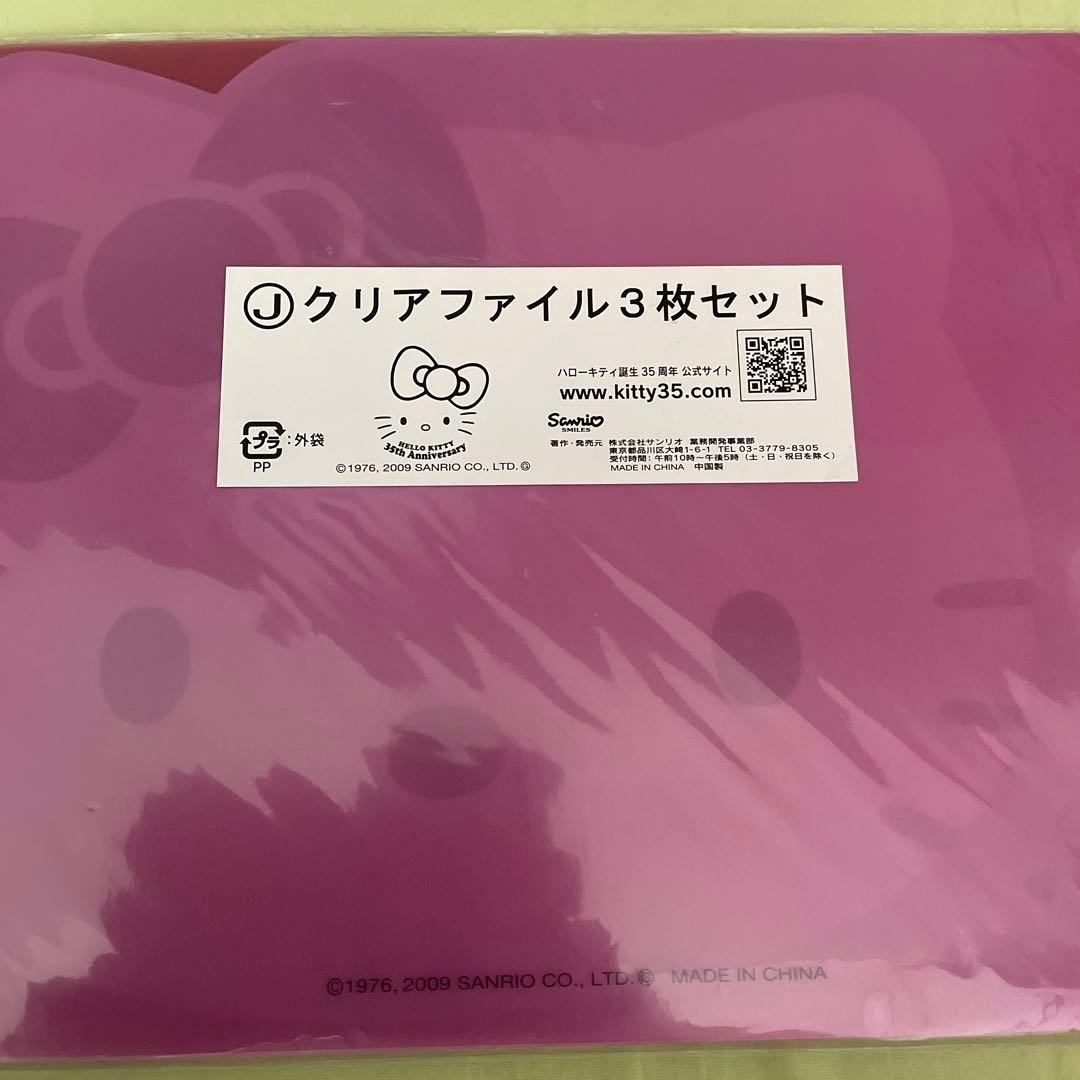 Ⓙクリアファイル3枚セット
ハローキティ誕生35周年 公式サイト
www.kitty35.com
プラ:外袋
PP
HELLO KITTY
35th Anniversary
©1976, 2009 SANRIO CO., LTD. Ⓖ
Sanrio
SMILES
著作・発売元 株式会社サンリオ 業務開発事業部
東京都品川区大崎1-6-1 TEL 03-3779-8305
受付時間:午前10時~午後5時(土・日・祝日を除く)
MADE IN CHINA 中国製
©1976, 2009 SANRIO CO., LTD. Ⓖ MADE IN CHINA